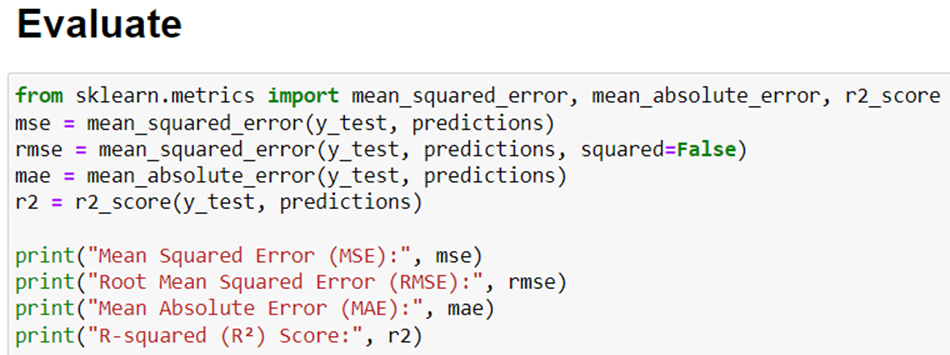 Evaluate
from sklearn.metrics import mean_squared_error, mean_absolute_error, r2_score
mse = mean_squared_error(y_test, predictions)
rmse = mean_squared_error(y_test, predictions, squared=False)
mae = mean_absolute_error(y_test, predictions)
r2 = r2_score(y_test, predictions)
print("Mean Squared Error (MSE):", mse)
print("Root Mean Squared Error (RMSE):", rmse)
print("Mean Absolute Error (MAE):", mae)
print("R-squared (R²) Score:", r2)